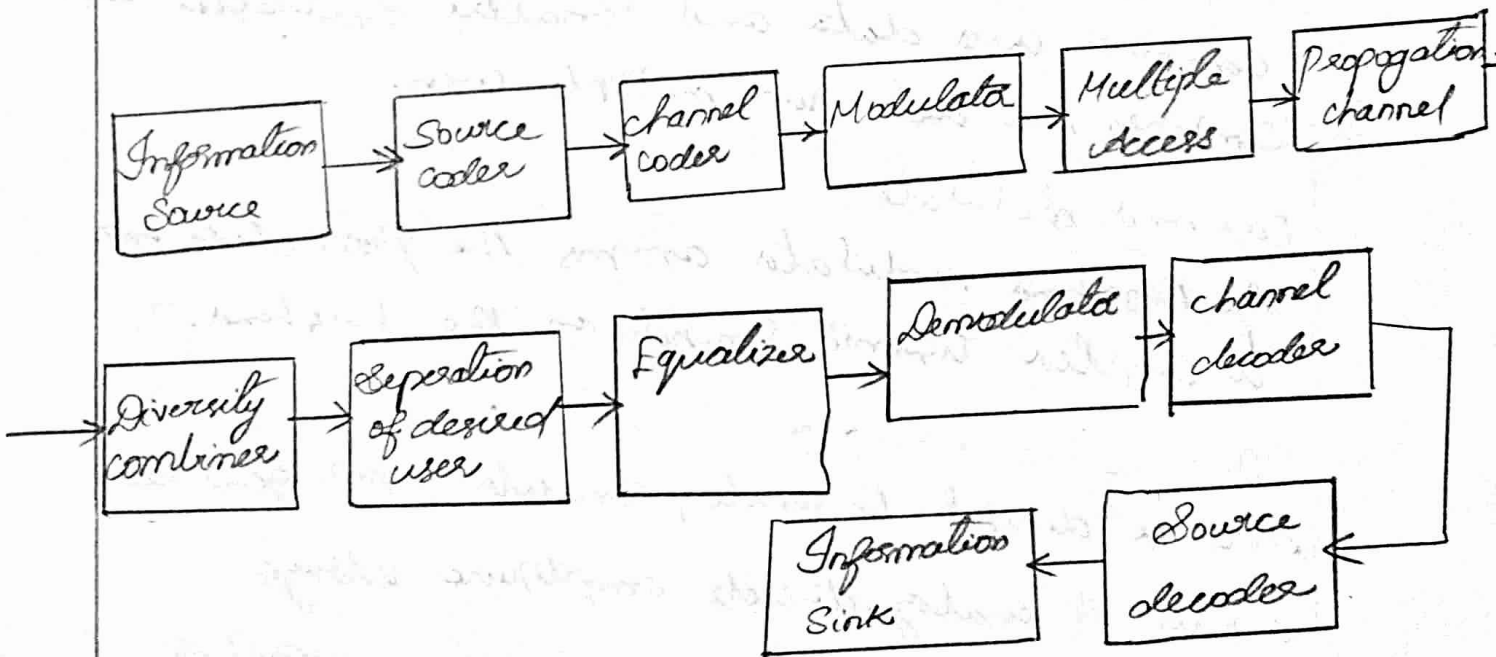 Information
Source
Source
coder
channel
coder
Modulator
Multiple
Access
Propogation
channel
Diversity
combiner
Seperation
of desired
user
Equalizer
Demodulator
channel
decoder
Source
decoder
Information
Sink